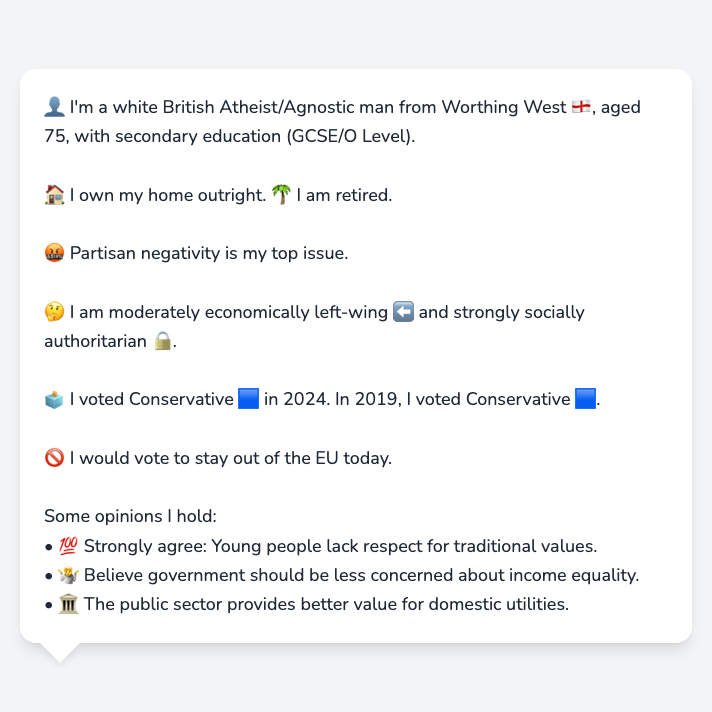 👤 I'm a white British Atheist/Agnostic man from Worthing West 🏴󠁧󠁢󠁥󠁮󠁧󠁿, aged
75, with secondary education (GCSE/O Level).
🏠 I own my home outright. 🌴 I am retired.
🤬 Partisan negativity is my top issue.
🤔 I am moderately economically left-wing ⬅️ and strongly socially
authoritarian 🔒.
🗳️ I voted Conservative 🟦 in 2024. In 2019, I voted Conservative 🟦.
🚫 I would vote to stay out of the EU today.
Some opinions I hold:
• 💯 Strongly agree: Young people lack respect for traditional values.
• 🤷 Believe government should be less concerned about income equality.
• 🏛️ The public sector provides better value for domestic utilities.